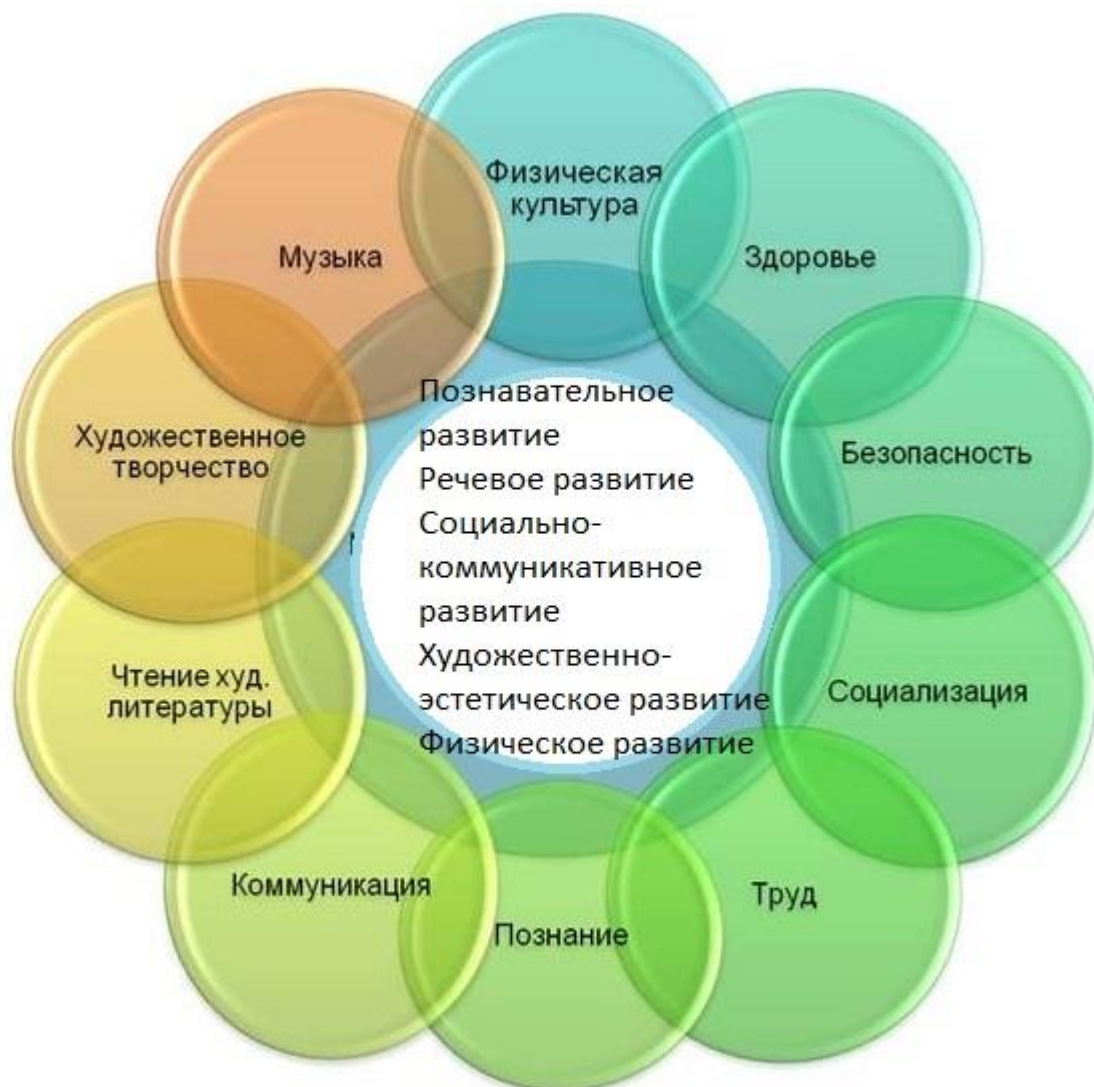 Физическая
культура
Здоровье
Безопасность
Социализация
Труд
Познание
Коммуникация
Чтение худ.
литературы
Художественное
творчество
Музыка
Познавательное
развитие
Речевое развитие
Социально-
коммуникативное
развитие
Художественно-
эстетическое развитие
Физическое развитие